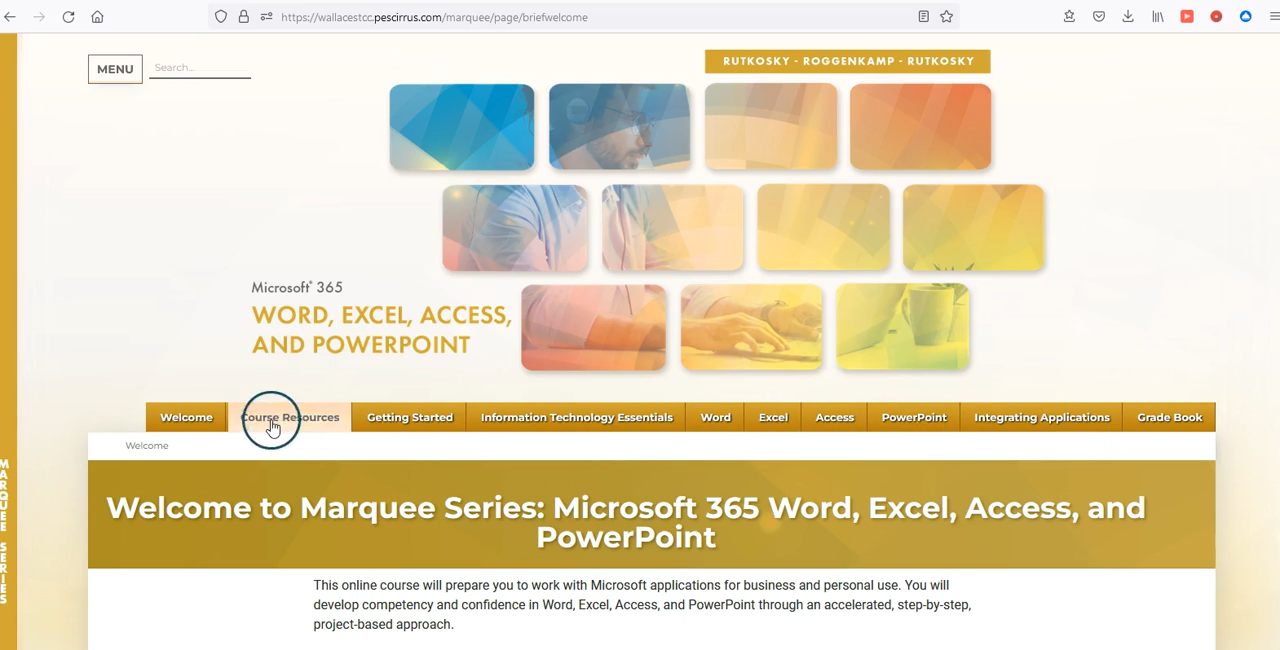 https://wallacestcc.pescirrus.com/marquee/page/briefwelcome
MENU
Search...
RUTKOSKY - ROGGENKAMP - RUTKOSKY
Microsoft® 365
WORD, EXCEL, ACCESS,
AND POWERPOINT
Welcome
Course Resources
Getting Started
Information Technology Essentials
Word
Excel
Access
PowerPoint
Integrating Applications
Grade Book
Welcome
MARQUEE SERIES
Welcome to Marquee Series: Microsoft 365 Word, Excel, Access, and
PowerPoint
This online course will prepare you to work with Microsoft applications for business and personal use. You will
develop competency and confidence in Word, Excel, Access, and PowerPoint through an accelerated, step-by-step,
project-based approach.